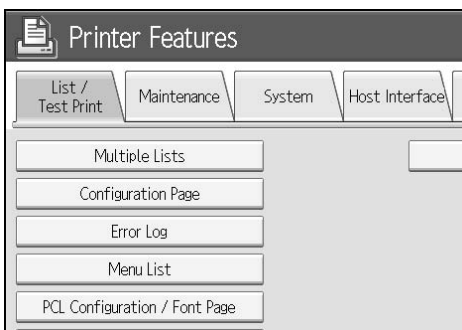 Printer Features
List /
Test Print
Maintenance
System
Host Interface
Multiple Lists
Configuration Page
Error Log
Menu List
PCL Configuration / Font Page